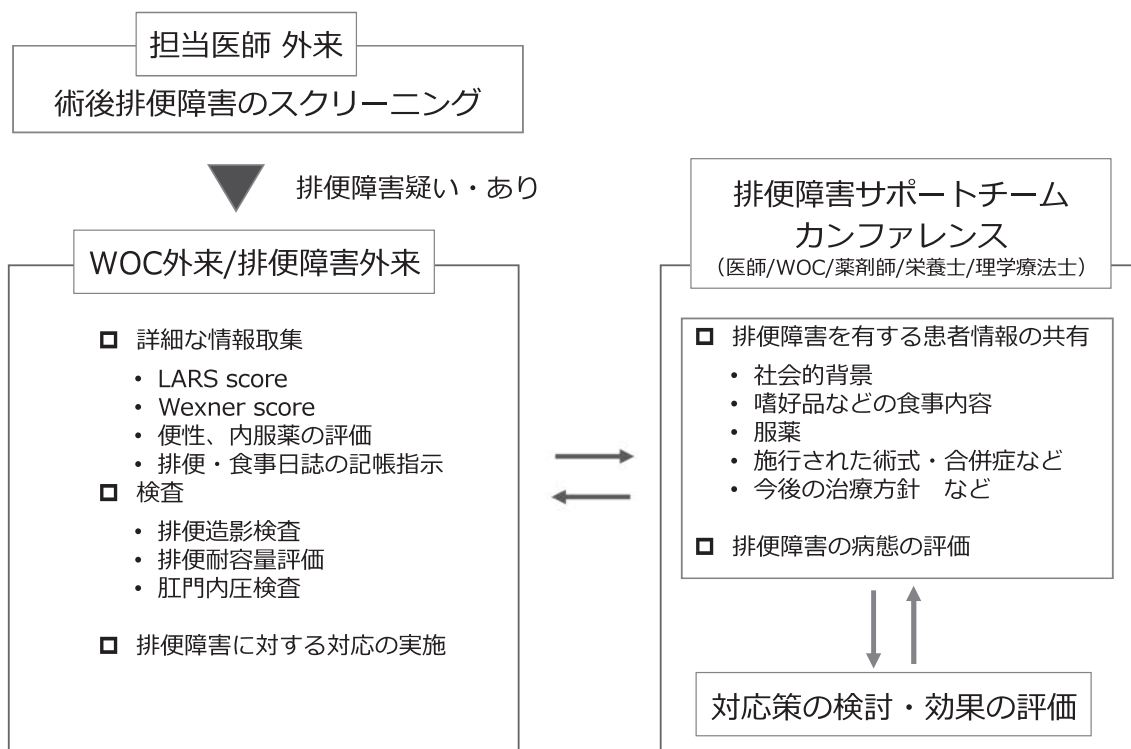 担当医師 外来
術後排便障害のスクリーニング
排便障害疑い・あり
WOC外来/排便障害外来
詳細な情報取集
・ LARS score
・ Wexner score
・ 便性、内服薬の評価
・ 排便・食事日誌の記帳指示
検査
・ 排便造影検査
・ 排便耐容量評価
・ 肛門内圧検査
排便障害に対する対応の実施
排便障害サポートチーム
カンファレンス
（医師/WOC/薬剤師/栄養士/理学療法士）
排便障害を有する患者情報の共有
・ 社会的背景
・ 嗜好品などの食事内容
・ 服薬
・ 施行された術式・合併症など
・ 今後の治療方針　など
排便障害の病態の評価
対応策の検討・効果の評価